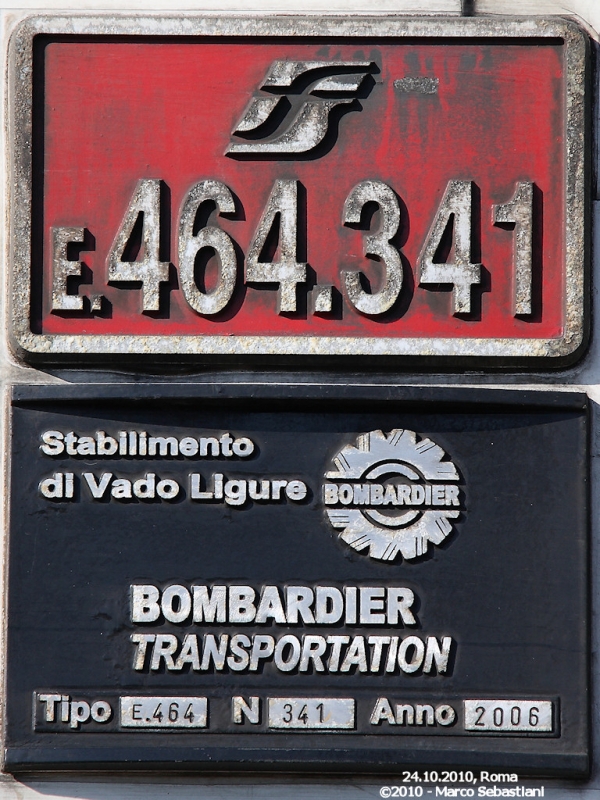 E.464.341
Stabilimento
di Vado Ligure
BOMBARDIER
BOMBARDIER
TRANSPORTATION
Tipo E.464 N 341 Anno 2006
24.10.2010, Roma
©2010 - Marco Sebastiani